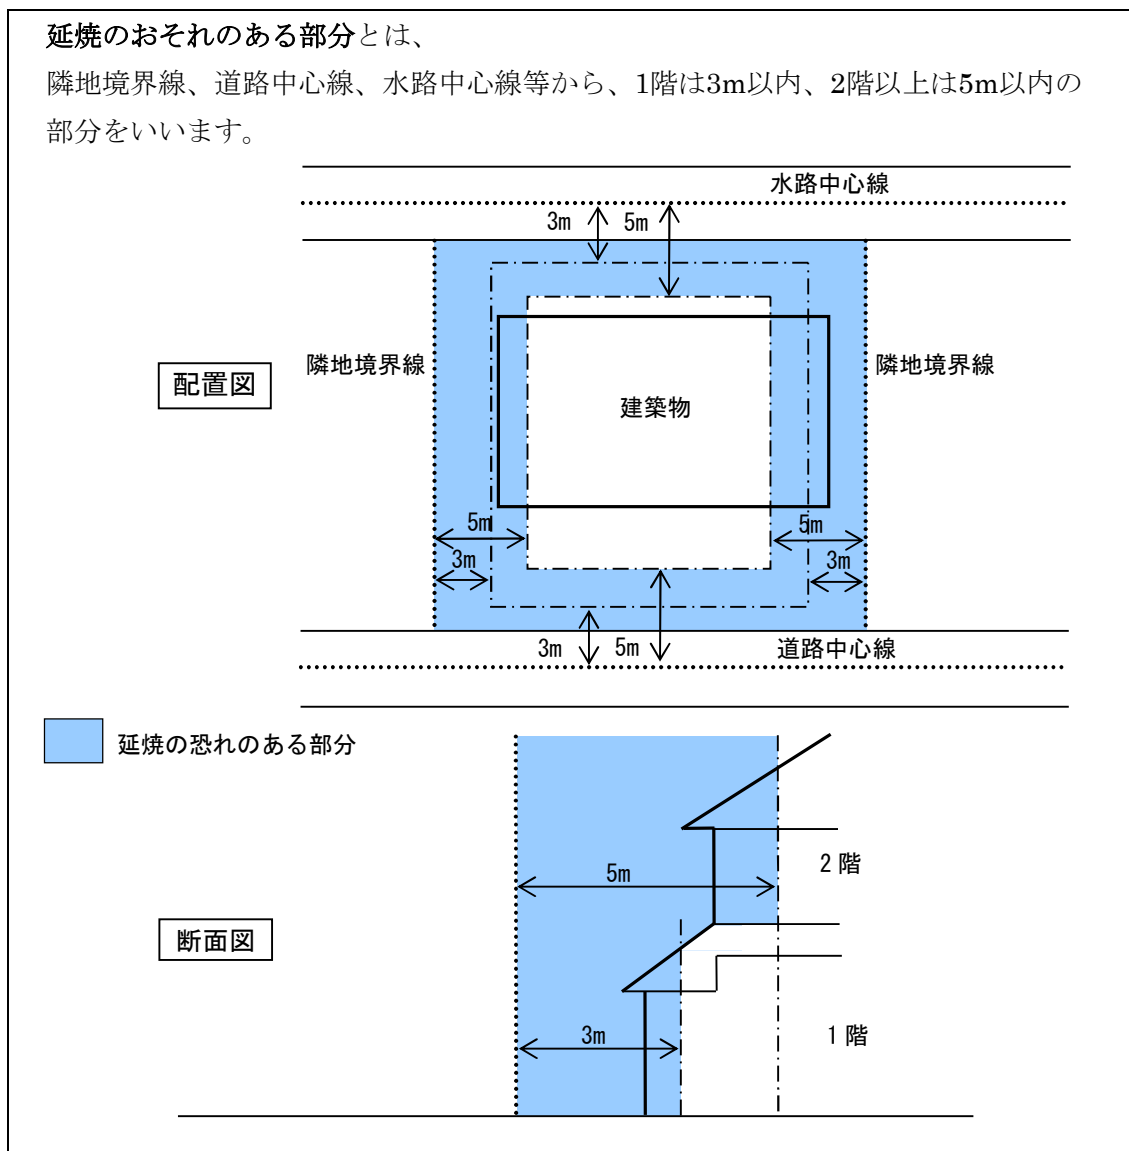 延焼のおそれのある部分とは、
隣地境界線、道路中心線、水路中心線等から、1階は3m以内、2階以上は5m以内の
部分をいいます。
水路中心線
3m 5m
隣地境界線
隣地境界線
配置図
建築物
5m 5m
3m 3m
3m 5m 道路中心線
延焼の恐れのある部分
2階
5m
断面図
3m
1階